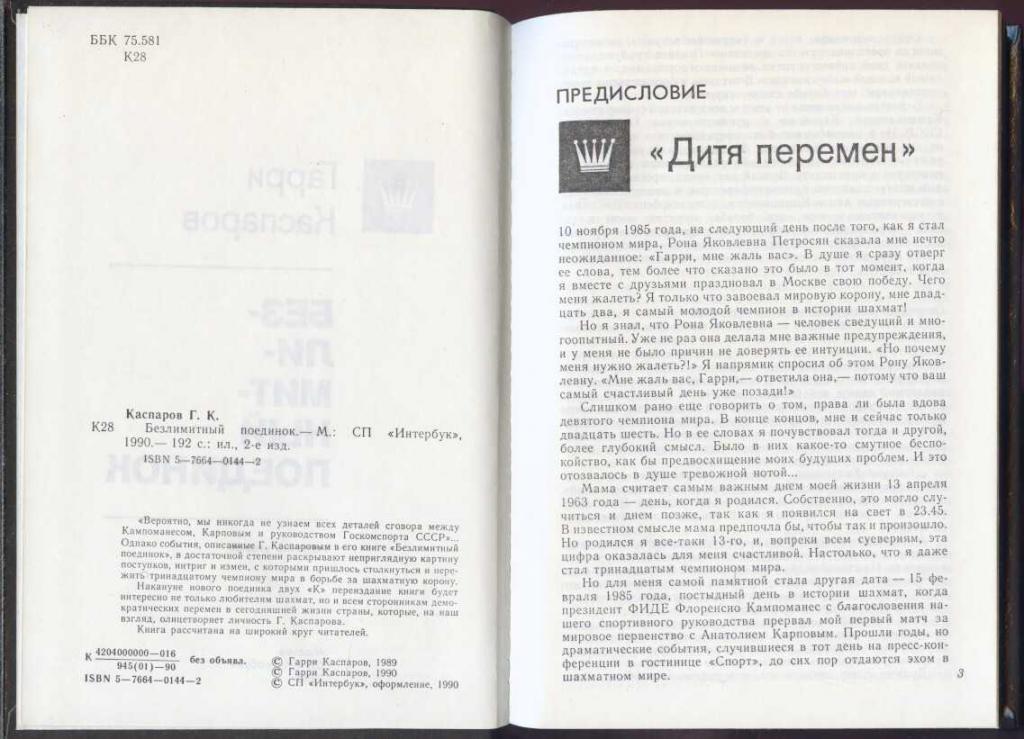 ББК 75.581
К28
Каспаров Г. К.
К28 Безлимитный поединок.— М.: СП «Интербук»,
1990.— 192 с.: ил., 2-е изд.
ISBN 5—7664—0144—2
«Вероятно, мы никогда не узнаем всех деталей сговора между
Кампоманесом, Карповым и руководством Госкомспорта СССР»...
Однако события, описанные Г. Каспаровым в его книге «Безлимитный
поединок», в достаточной степени раскрывают неприглядную картину
поступков, интриг и измен, с которыми пришлось столкнуться и пере-
жить тринадцатому чемпиону мира в борьбе за шахматную корону.
Накануне нового поединка двух «К» переиздание книги будет
интересно не только любителям шахмат, но и всем сторонникам демо-
кратических перемен в сегодняшней жизни страны, которые, на наш
взгляд, олицетворяет личность Г. Каспарова.
Книга рассчитана на широкий круг читателей.
К 4204000000—016
945(01)—90 без объявл.
ISBN 5—7664—0144—2
© Гарри Каспаров, 1989
© Гарри Каспаров, 1990
© СП «Интербук», оформление, 1990
ПРЕДИСЛОВИЕ
«Дитя перемен»
10 ноября 1985 года, на следующий день после того, как я стал
чемпионом мира, Рона Яковлевна Петросян сказала мне нечто
неожиданное: «Гарри, мне жаль вас». В душе я сразу отверг
ее слова, тем более что сказано это было в тот момент, когда
я вместе с друзьями праздновал в Москве свою победу. Чего
меня жалеть? Я только что завоевал мировую корону, мне двад-
цать два, я самый молодой чемпион в истории шахмат!
Но я знал, что Рона Яковлевна — человек сведущий и мно-
гоопытный. Уже не раз она делала мне важные предупреждения,
и у меня не было причин не доверять ее интуиции. «Но почему
меня нужно жалеть?!» Я напрямик спросил об этом Рону Яков-
левну. «Мне жаль вас, Гарри,— ответила она,— потому что ваш
самый счастливый день уже позади!»
Слишком рано еще говорить о том, права ли была вдова
девятого чемпиона мира. В конце концов, мне и сейчас только
двадцать шесть. Но в ее словах я почувствовал тогда и другой,
более глубокий смысл. Было в них какое-то смутное беспо-
койство, как бы предвосхищение моих будущих проблем. И это
отозвалось в душе тревожной нотой...
Мама считает самым важным днем моей жизни 13 апреля
1963 года — день, когда я родился. Собственно, это могло слу-
читься и днем позже, так как я появился на свет в 23.45.
В известном смысле мама предпочла бы, чтобы так и произошло.
Но родился я все-таки 13-го, и, вопреки всем суевериям, эта
цифра оказалась для меня счастливой. Настолько, что я даже
стал тринадцатым чемпионом мира.
Но для меня самой памятной стала другая дата — 15 фе-
враля 1985 года, постыдный день в истории шахмат, когда
президент ФИДЕ Флоренсио Кампоманес с благословения на-
шего спортивного руководства прервал мой первый матч за
мировое первенство с Анатолием Карповым. Прошли годы, но
драматические события, случившиеся в тот день на пресс-кон-
ференции в гостинице «Спорт», до сих пор отдаются эхом в
шахматном мире.
3